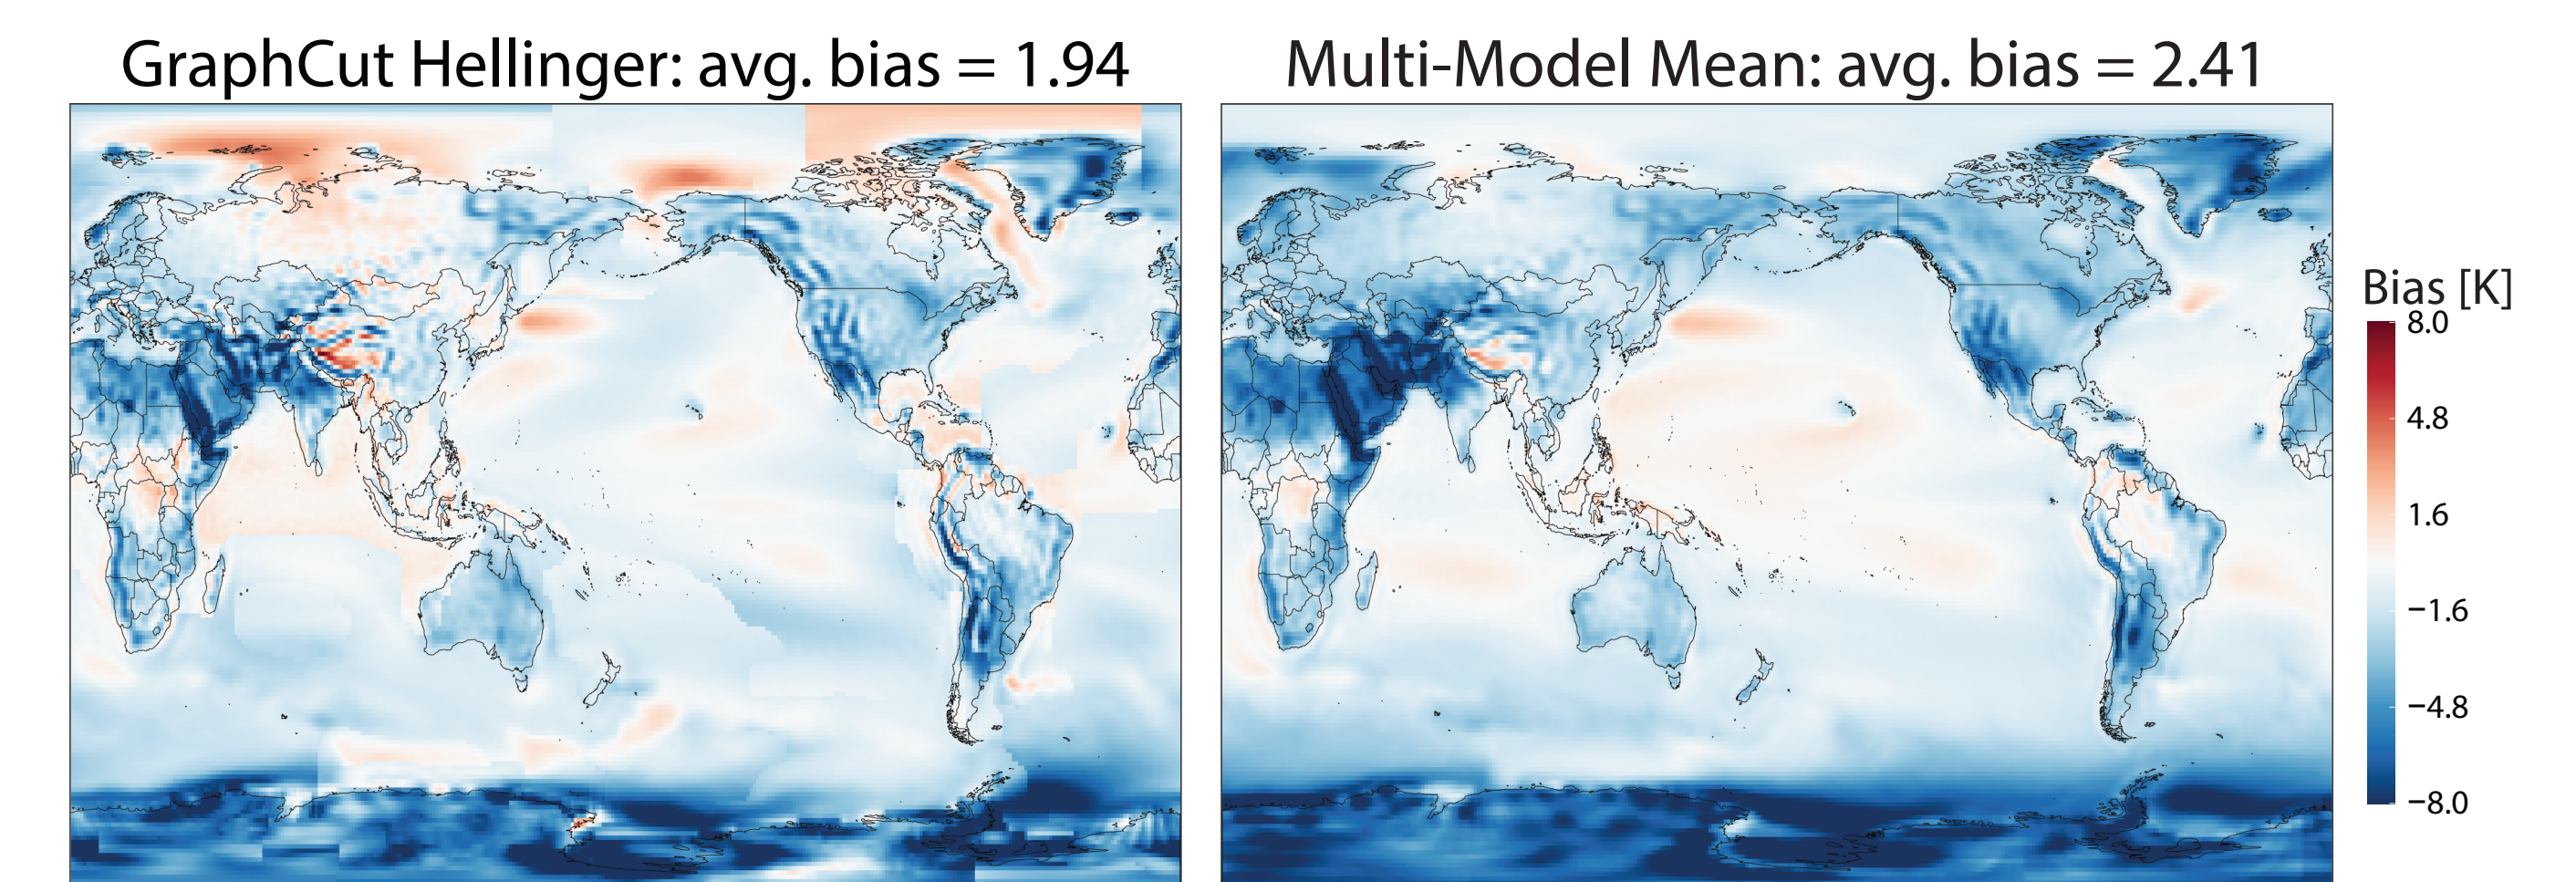 GraphCut Hellinger: avg. bias = 1.94
Multi-Model Mean: avg. bias = 2.41
Bias [K]
8.0
4.8
1.6
−1.6
−4.8
−8.0